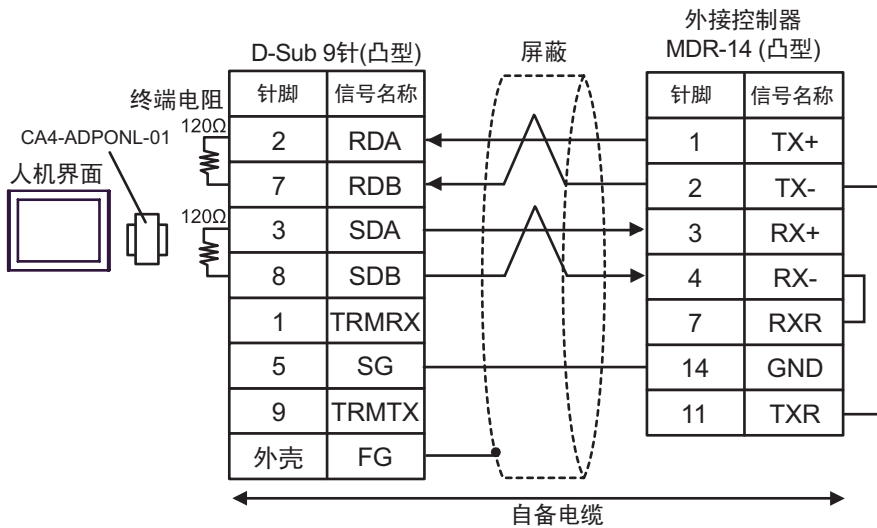 外接控制器
D-Sub 9针(凸型)
屏蔽
MDR-14 (凸型)
终端电阻
针脚 信号名称
针脚 信号名称
CA4-ADPONL-01
120Ω
2 RDA
1 TX+
人机界面
7 RDB
2 TX-
120Ω
3 SDA
3 RX+
8 SDB
4 RX-
1 TRMRX
7 RXR
5 SG
14 GND
9 TRMTX
11 TXR
外壳 FG
自备电缆